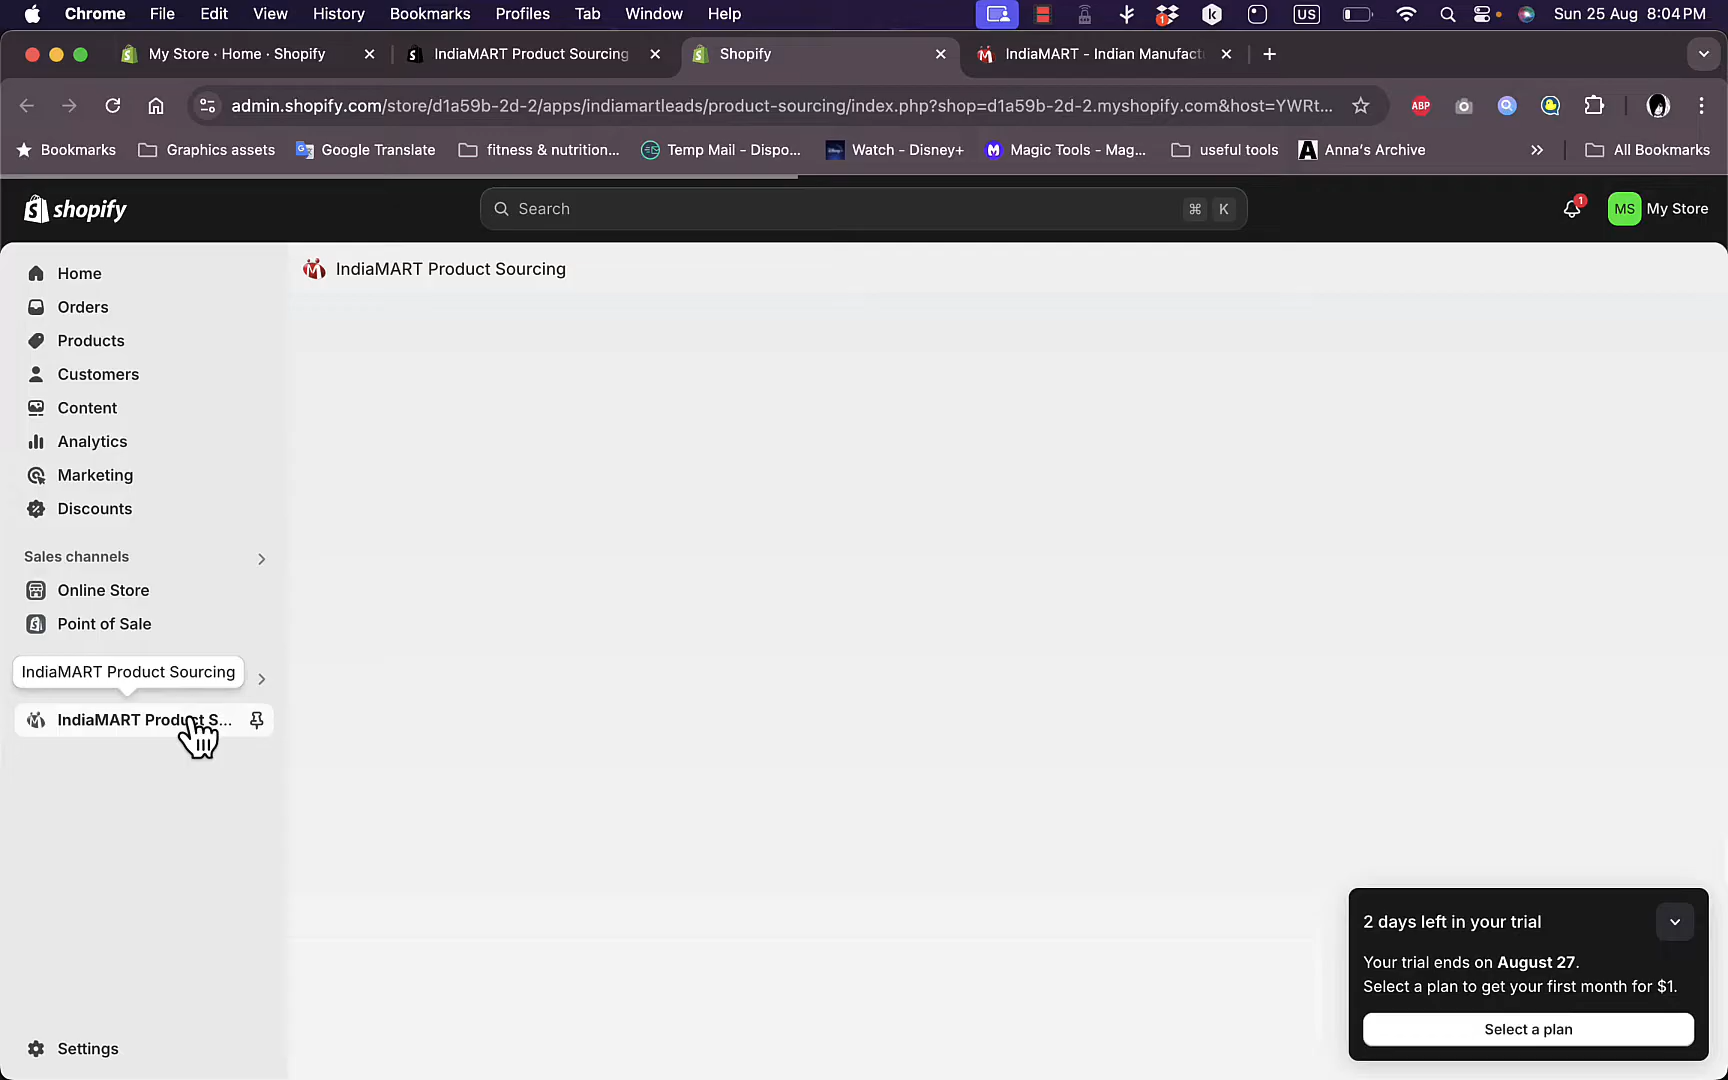 Chrome File Edit View History Bookmarks Profiles Tab Window Help US Sun 25 Aug 8:04 PM
My Store · Home · Shopify IndiaMART Product Sourcing Shopify IndiaMART - Indian Manufactu
admin.shopify.com/store/d1a59b-2d-2/apps/indiamartleads/product-sourcing/index.php?shop=d1a59b-2d-2.myshopify.com&host=YWRt... ABP
Bookmarks Graphics assets Google Translate fitness & nutrition... Temp Mail - Dispo... Watch - Disney+ Magic Tools - Mag... useful tools Anna's Archive » All Bookmarks
shopify Search ⌘ K 1 MS My Store
IndiaMART Product Sourcing
Home
Orders
Products
Customers
Content
Analytics
Marketing
Discounts
Sales channels
Online Store
Point of Sale
IndiaMART Product Sourcing
IndiaMART Product S...
Settings
2 days left in your trial
Your trial ends on August 27.
Select a plan to get your first month for $1.
Select a plan